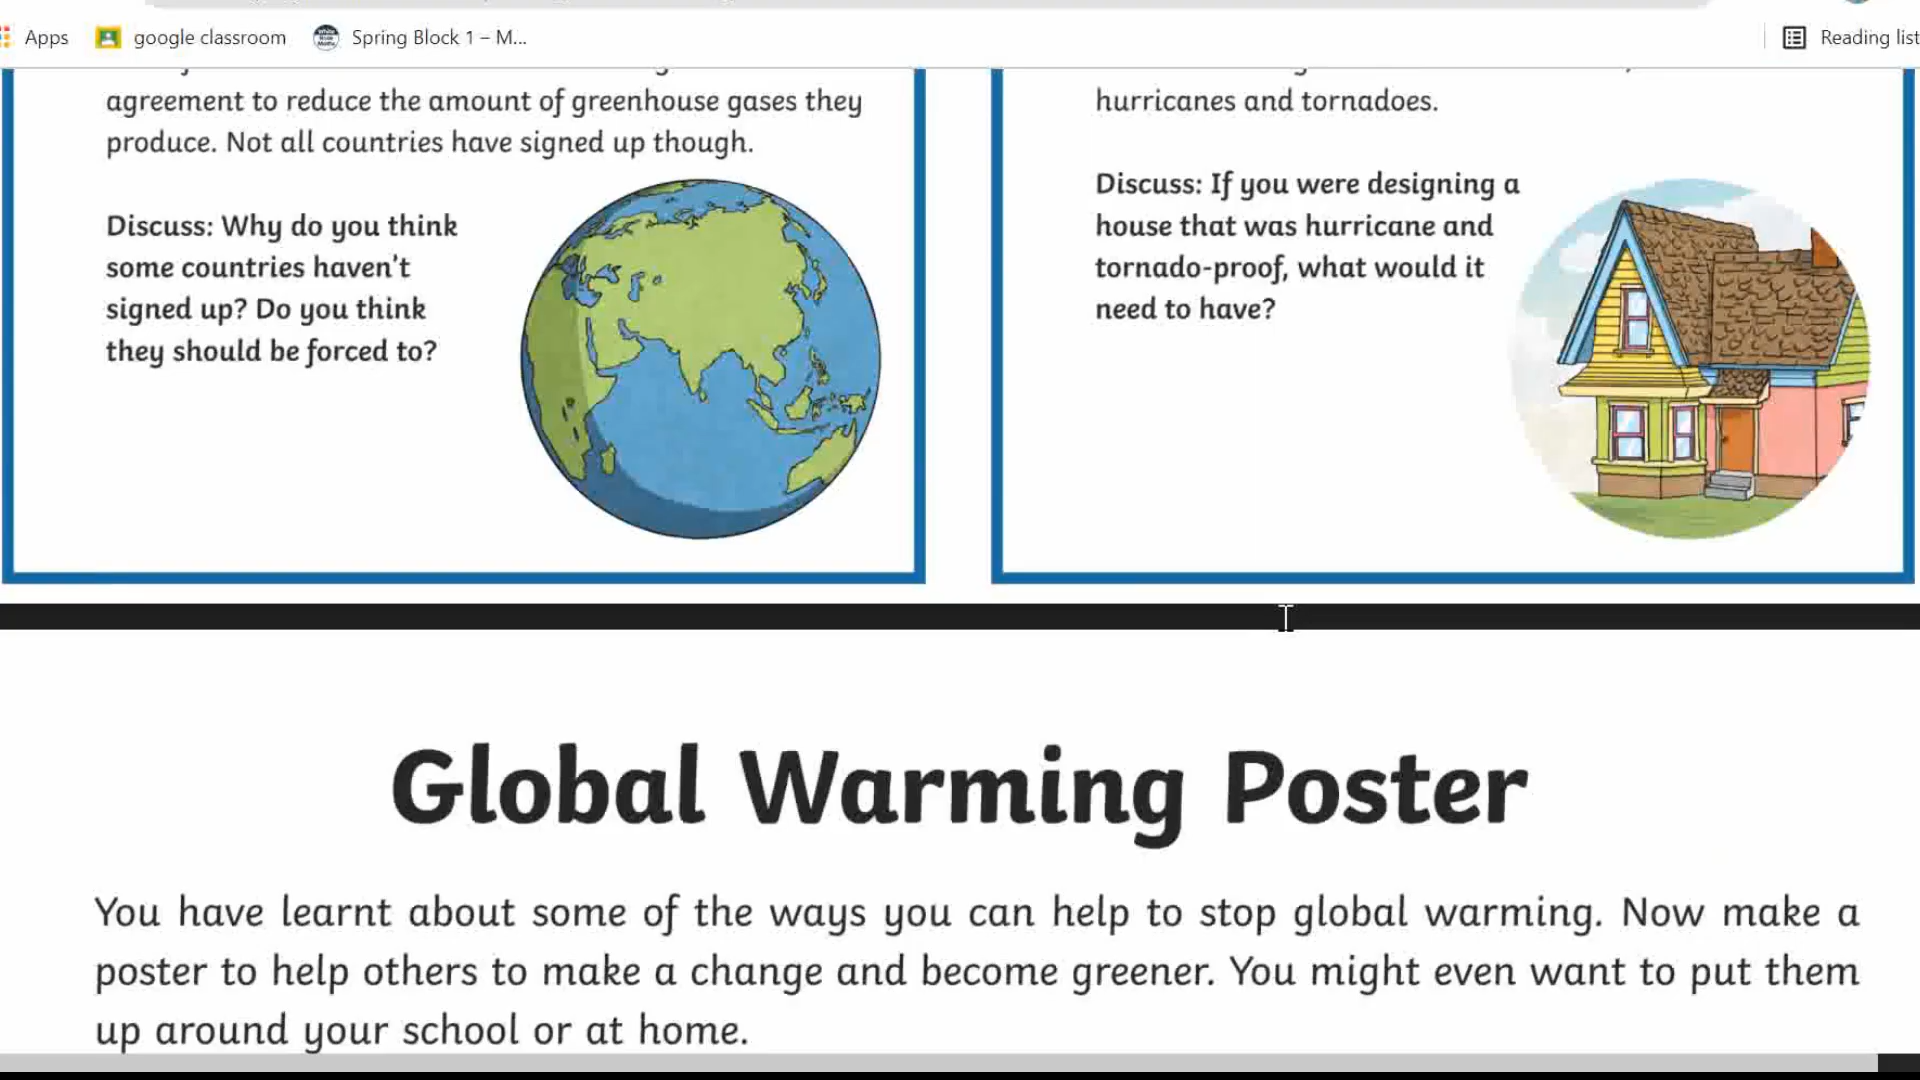 Apps google classroom Spring Block 1 – M... Reading list
agreement to reduce the amount of greenhouse gases they
produce. Not all countries have signed up though.
Discuss: Why do you think
some countries haven't
signed up? Do you think
they should be forced to?
hurricanes and tornadoes.
Discuss: If you were designing a
house that was hurricane and
tornado-proof, what would it
need to have?
Global Warming Poster
You have learnt about some of the ways you can help to stop global warming. Now make a
poster to help others to make a change and become greener. You might even want to put them
up around your school or at home.